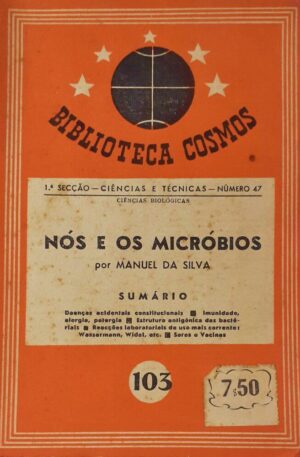 BIBLIOTECA COSMOS
1.ª SECÇÃO — CIÊNCIAS E TÉCNICAS — NÚMERO 47
CIÊNCIAS BIOLÓGICAS
NÓS E OS MICRÓBIOS
por MANUEL DA SILVA
SUMÁRIO
Doenças acidentais constitucionais ■ Imunidade,
alergia, patergia ■ Estrutura antigénica das bacté-
riais ■ Reacções laboratoriais de uso mais corrente:
Wassermann, Widal, etc. ■ Soros e Vacinas
103
7$50